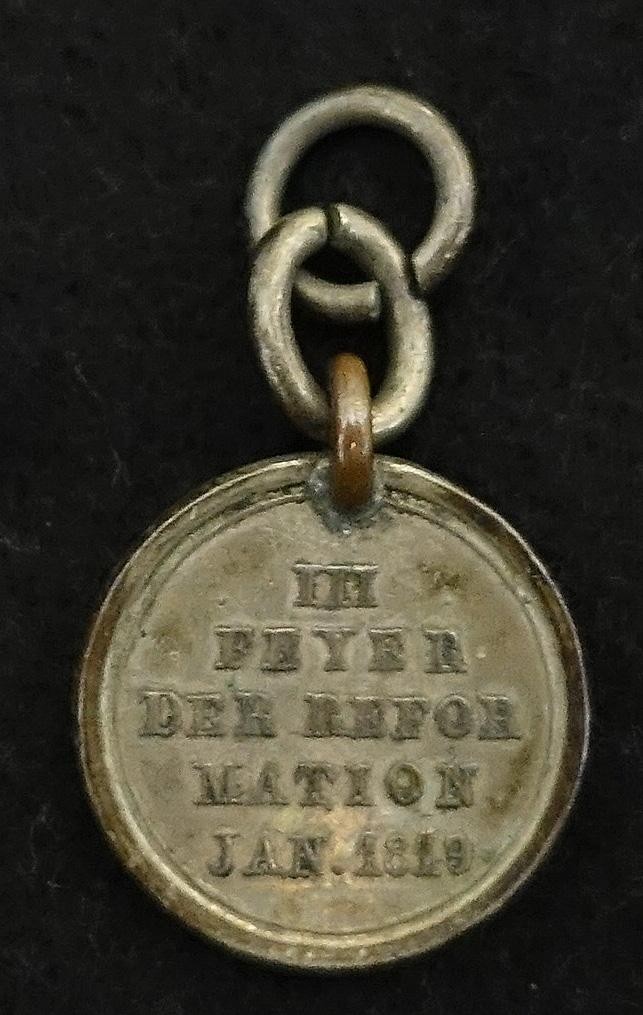 III
FEYER
DER REFOR
MATION
JAN. 1819